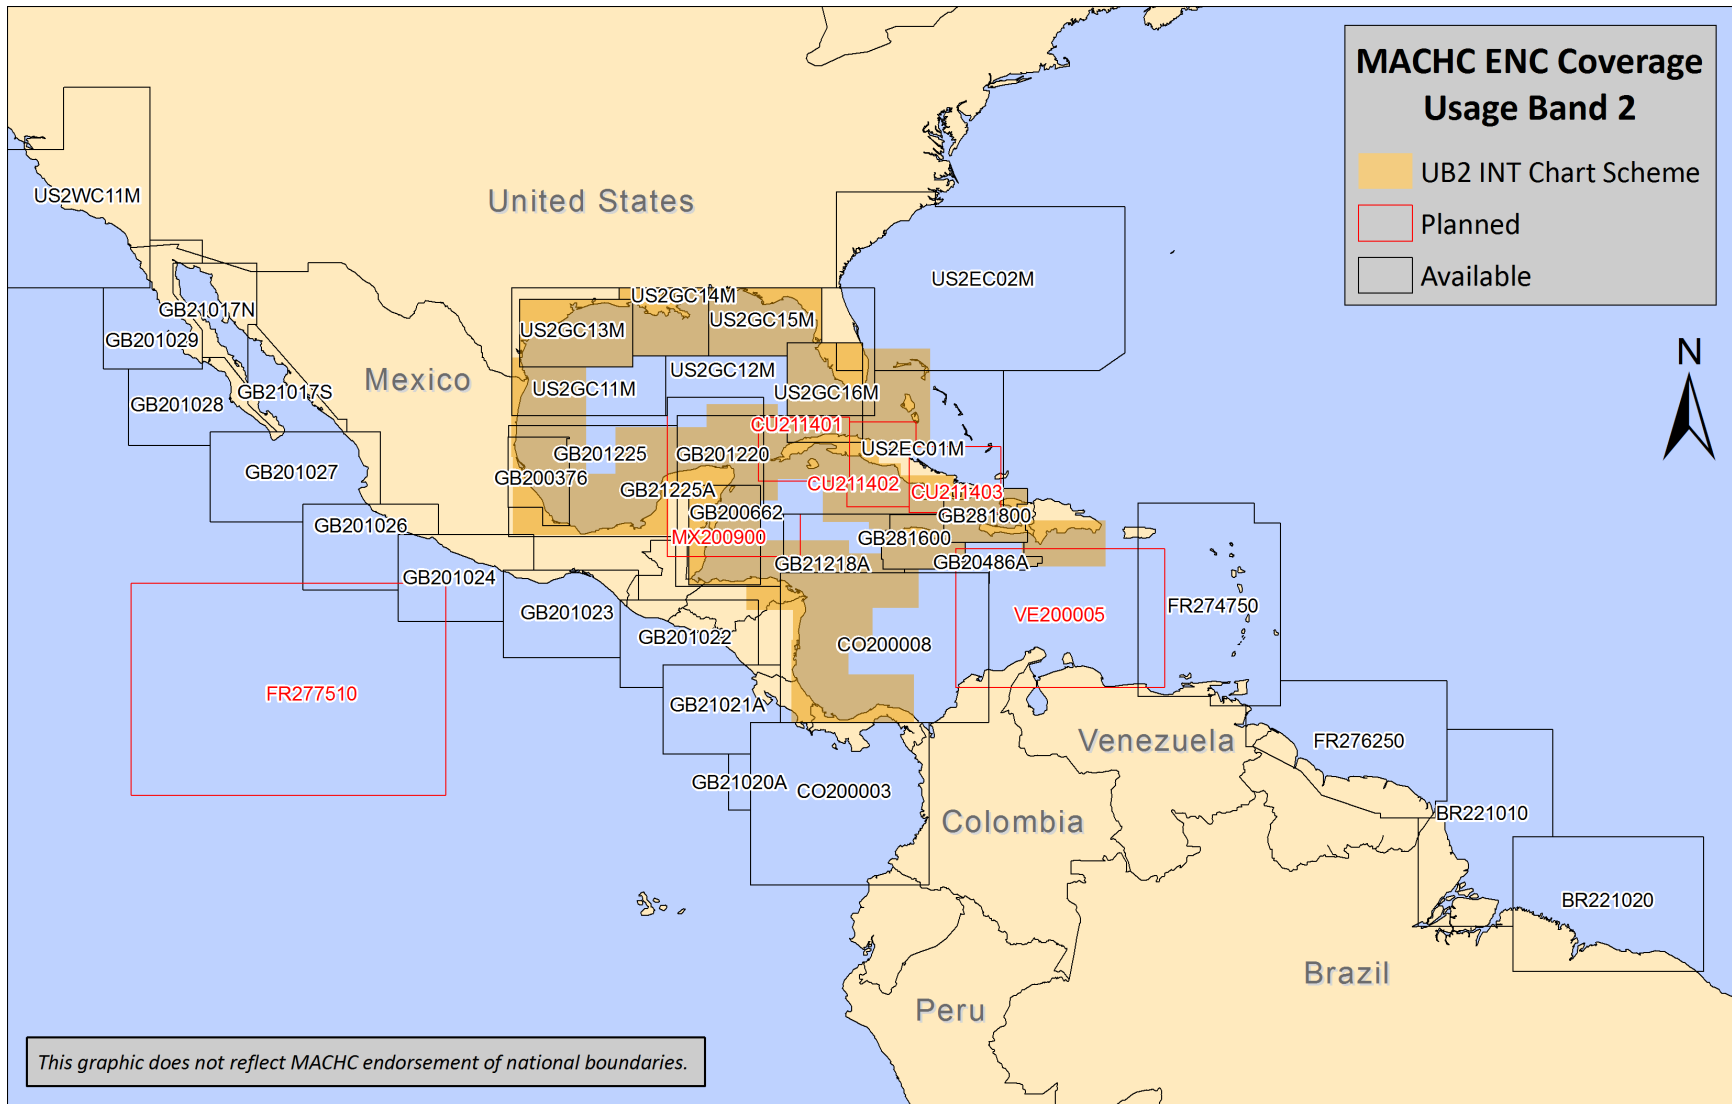 MACHC ENC Coverage
Usage Band 2
UB2 INT Chart Scheme
Planned
Available
N
US2WC11M
United States
US2EC02M
GB21017N
US2GC14M
US2GC13M
US2GC15M
GB201029
Mexico
US2GC12M
US2GC11M
GB21017S
US2GC16M
GB201028
CU211401
US2EC01M
GB201225
GB201220
GB201027
GB200376
CU211402
GB21225A
CU211403
GB200662
GB281800
GB201026
MX200900
GB281600
GB21218A
GB20486A
GB201024
FR274750
GB201023
VE200005
GB201022
CO200008
FR277510
GB21021A
Venezuela
FR276250
GB21020A
CO200003
BR221010
Colombia
BR221020
Brazil
Peru
This graphic does not reflect MACHC endorsement of national boundaries.